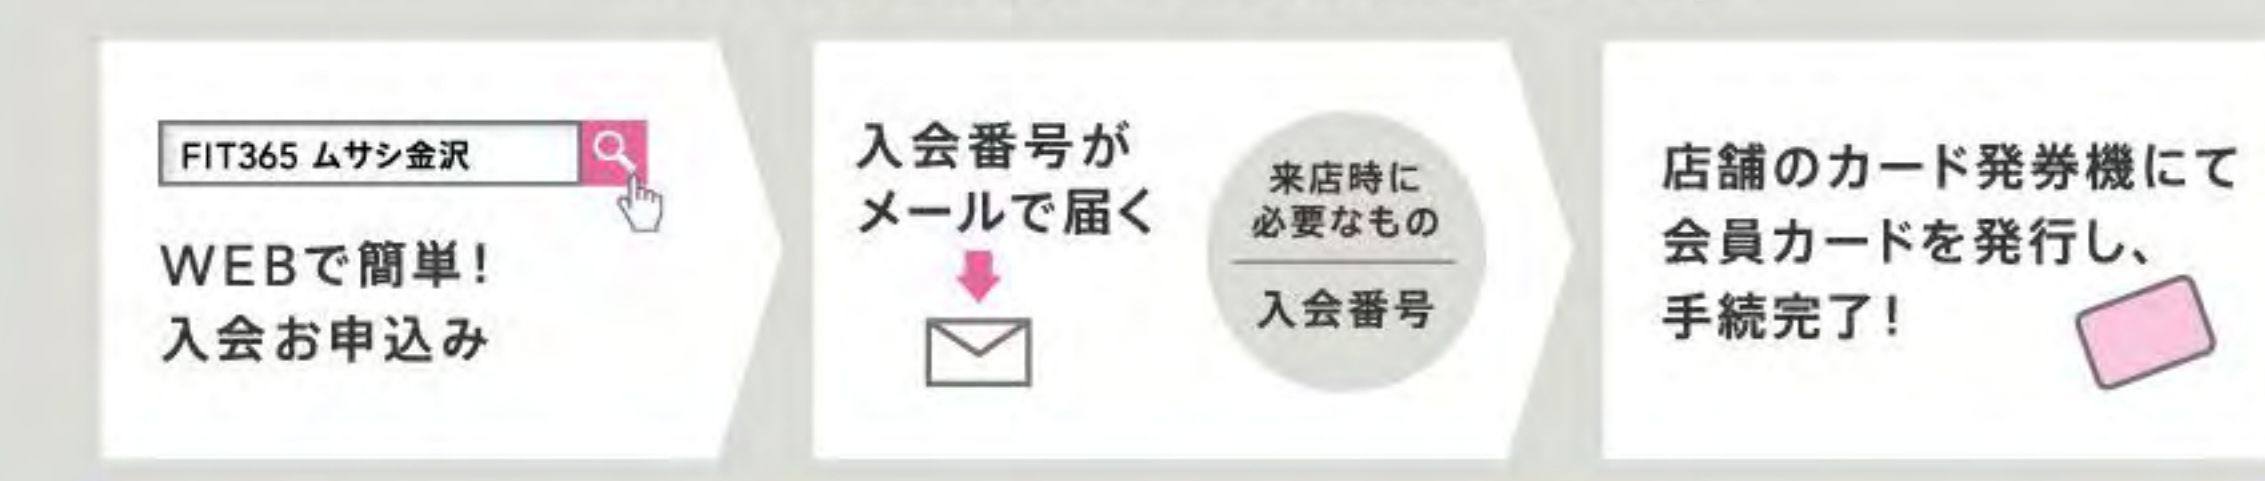 FIT365 ムサシ金沢
WEBで簡単！
入会お申込み
入会番号が
メールで届く
来店時に
必要なもの
入会番号
店舗のカード発券機にて
会員カードを発行し、
手続完了！